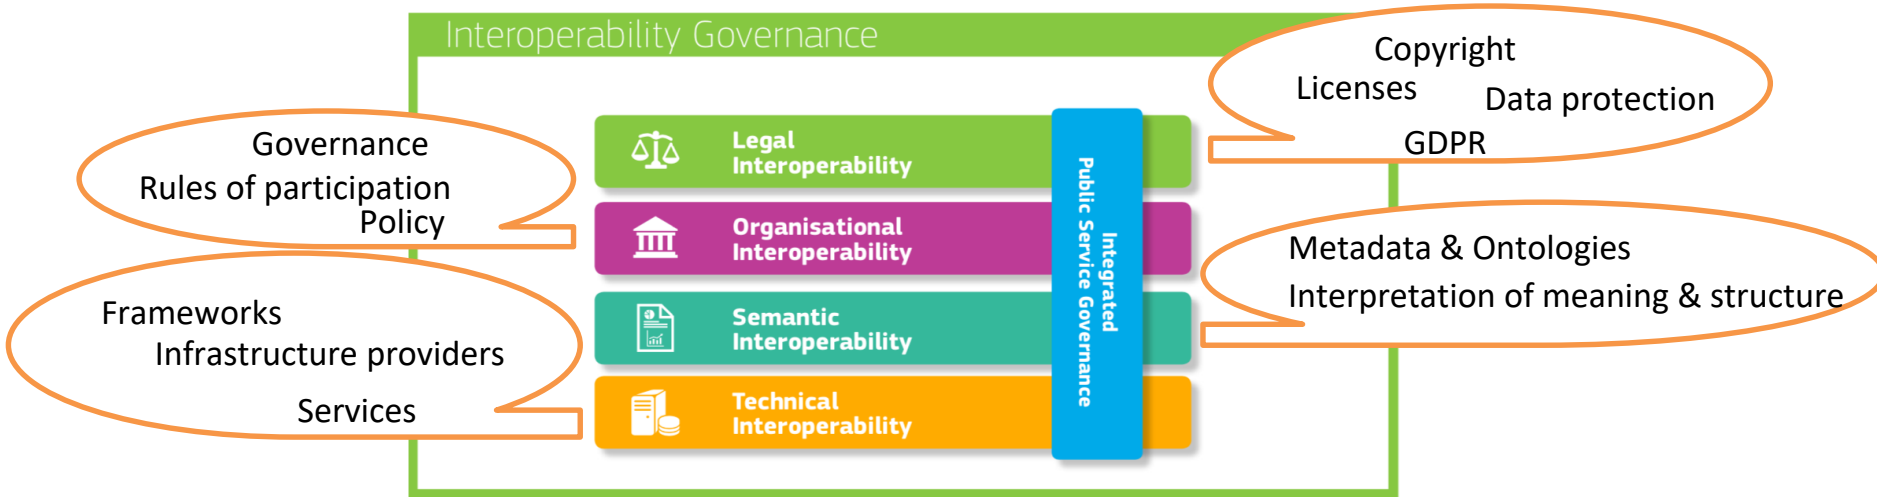 Interoperability Governance
Copyright
Licenses
Data protection
GDPR
Governance
Rules of participation
Policy
Legal
Interoperability
Organisational
Interoperability
Metadata & Ontologies
Interpretation of meaning & structure
Frameworks
Infrastructure providers
Services
Semantic
Interoperability
Technical
Interoperability
Integrated
Public Service Governance